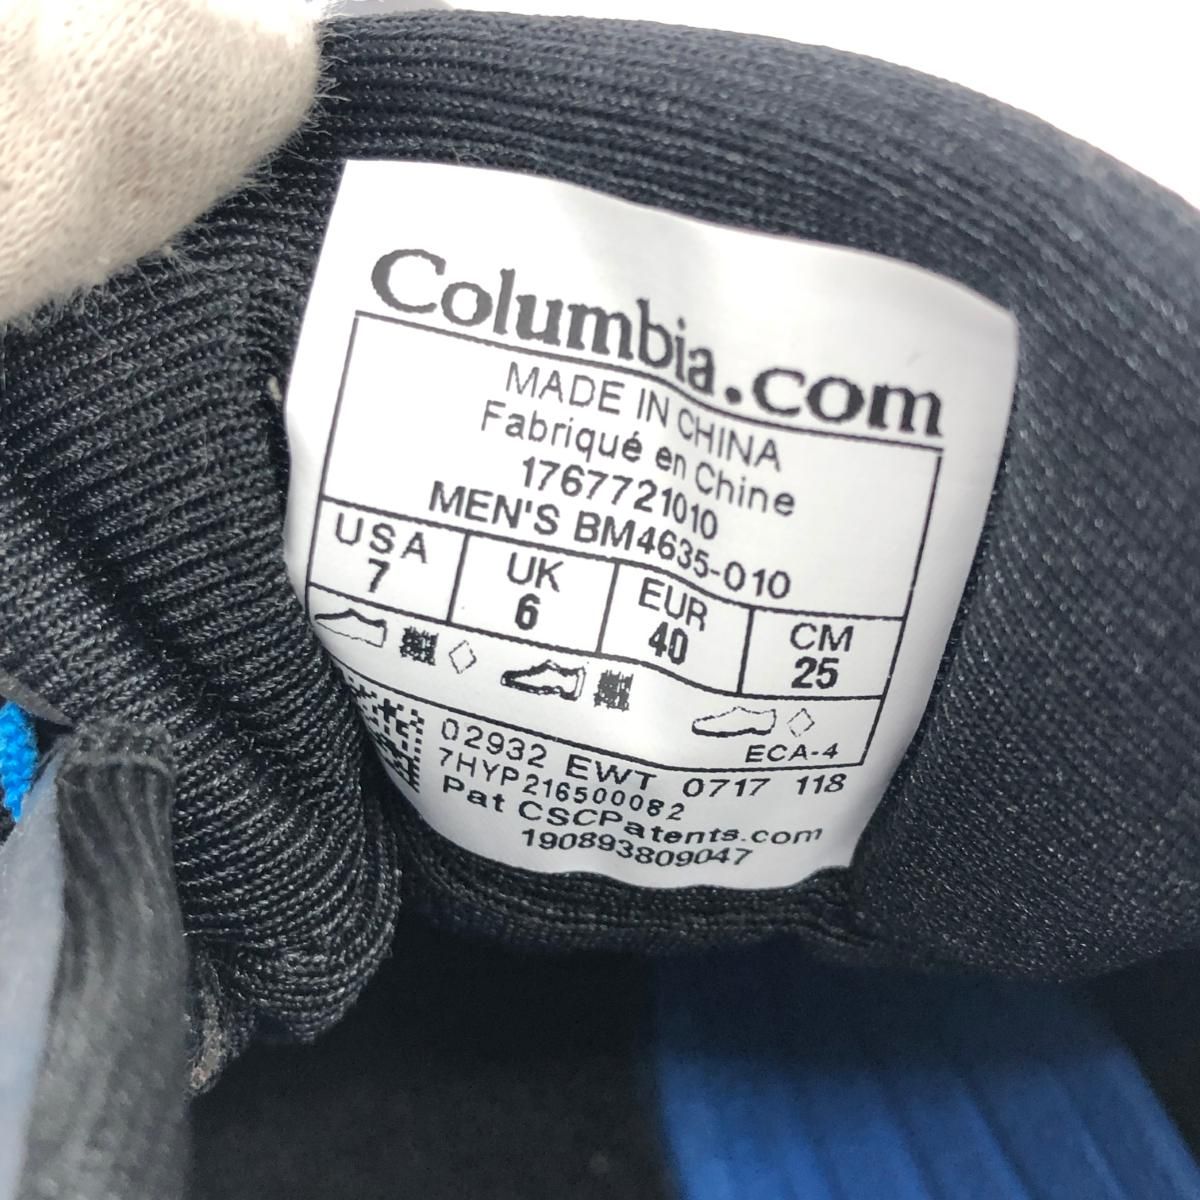 Columbia.com
MADE IN CHINA
Fabriqué en Chine
1767721010
MEN'S BM4635-010
USA UK EUR CM
7 6 40 25
ECA-4
02932 EWT 0717 118
7HYP216500082
Pat CSCPatents.com
190893809047